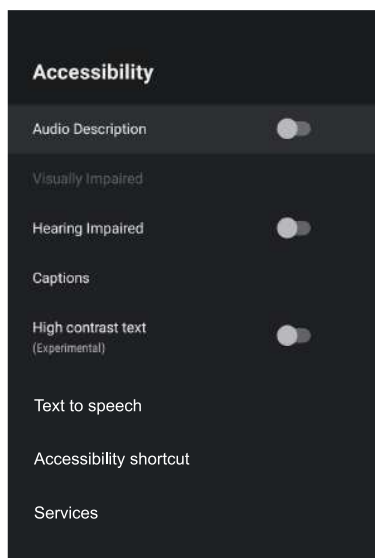 Accessibility
Audio Description
Visually Impaired
Hearing Impaired
Captions
High contrast text
(Experimental)
Text to speech
Accessibility shortcut
Services